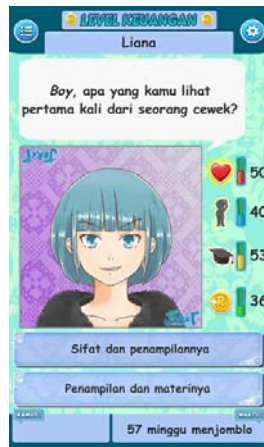 LEVEL KEUANGAN
Liana
Boy, apa yang kamu lihat
pertama kali dari seorang cewek?
50
40
53
36
Sifat dan penampilannya
Penampilan dan materinya
WAKTU
57 minggu menjomblo